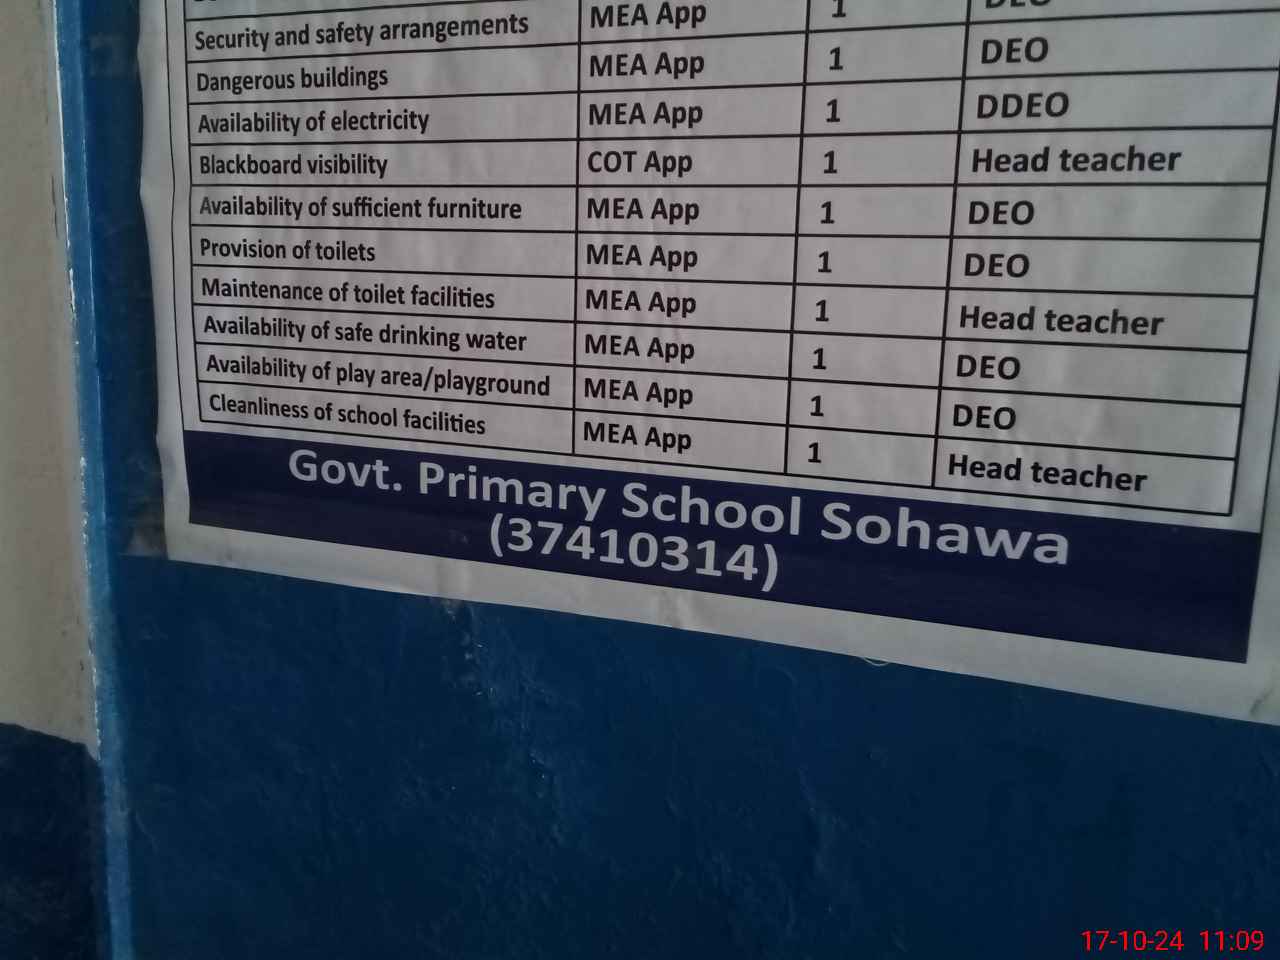 Security and safety arrangements MEA App 1 DEO
Dangerous buildings MEA App 1 DEO
Availability of electricity MEA App 1 DDEO
Blackboard visibility COT App 1 Head teacher
Availability of sufficient furniture MEA App 1 DEO
Provision of toilets MEA App 1 DEO
Maintenance of toilet facilities MEA App 1 Head teacher
Availability of safe drinking water MEA App 1 DEO
Availability of play area/playground MEA App 1 DEO
Cleanliness of school facilities MEA App 1 Head teacher
Govt. Primary School Sohawa
(37410314)
17-10-24 11:09